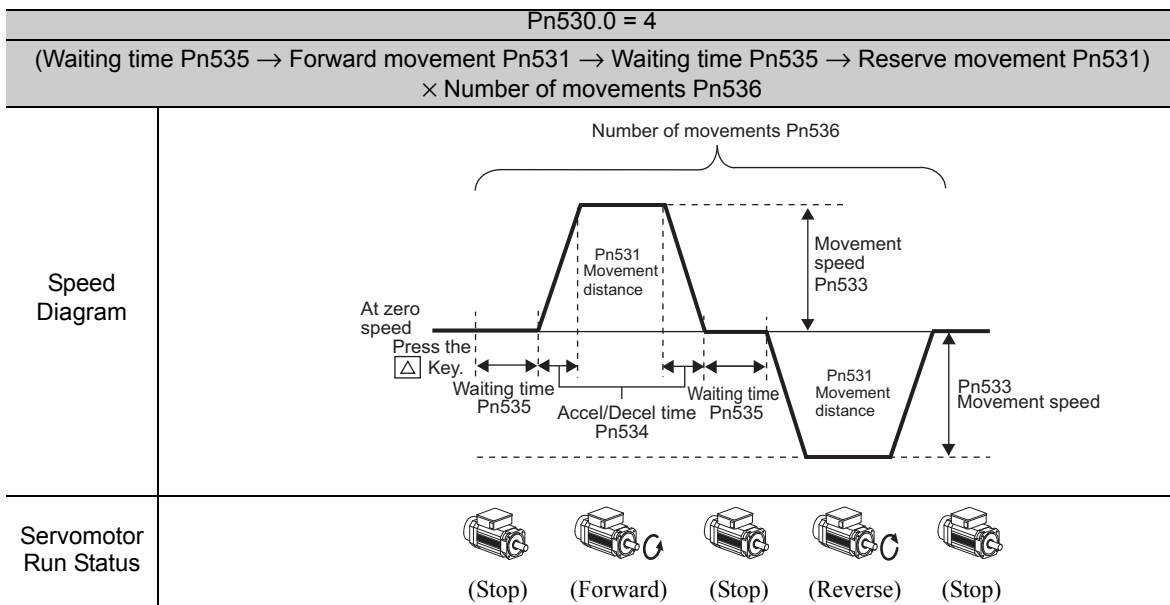 Pn530.0 = 4
(Waiting time Pn535 → Forward movement Pn531 → Waiting time Pn535 → Reserve movement Pn531)
× Number of movements Pn536
Speed
Diagram
Number of movements Pn536
Pn531
Movement
distance
Movement
speed
Pn533
At zero
speed
Press the
△ Key.
Waiting time
Pn535
Accel/Decel time
Pn534
Waiting time
Pn535
Pn531
Movement
distance
Pn533
Movement speed
Servomotor
Run Status
(Stop) (Forward) (Stop) (Reverse) (Stop)